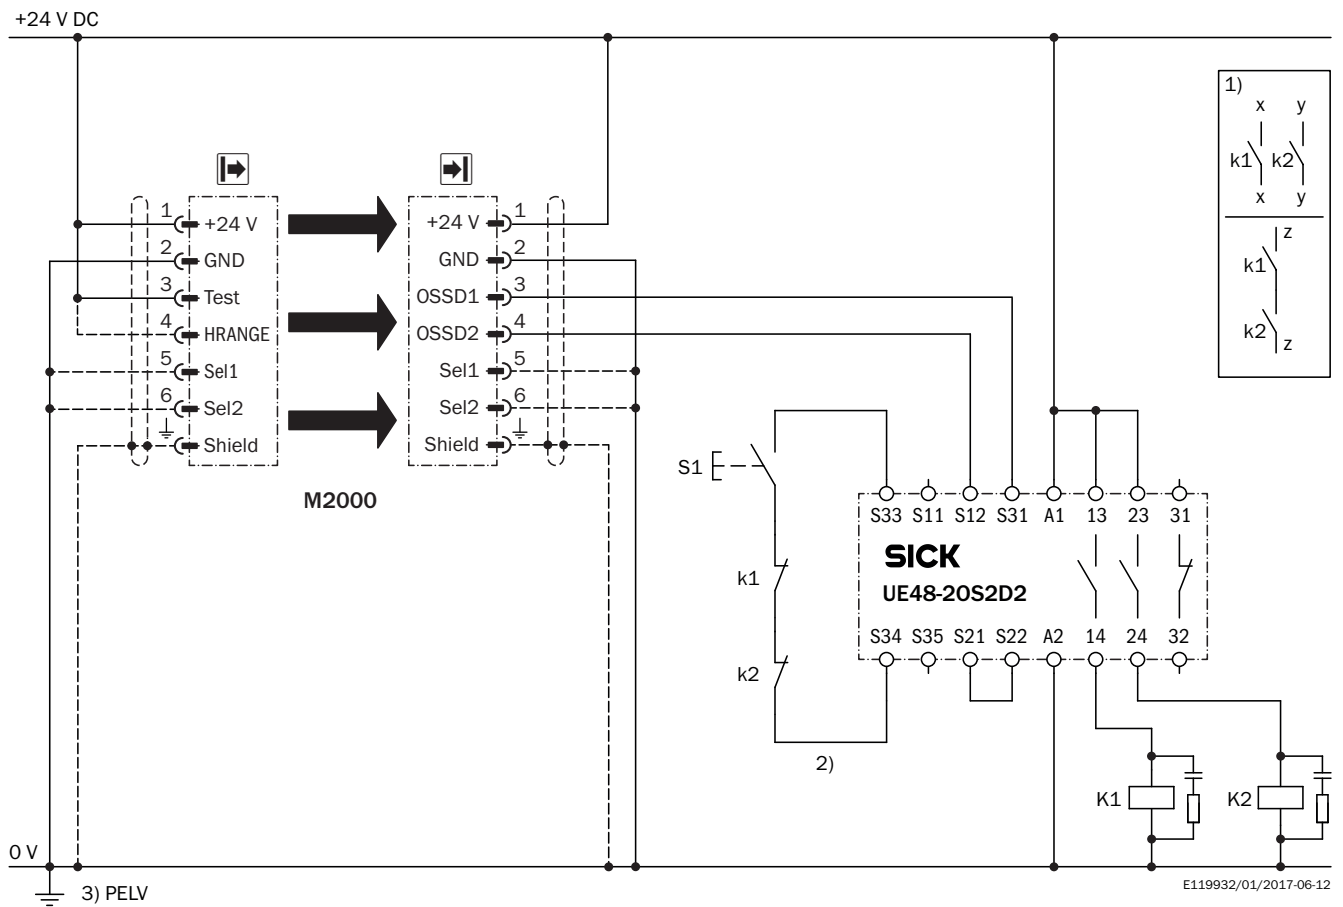 +24 V DC
1)
x y
k1 k2
x y
z
k1
k2
z
1 +24 V
2 GND
3 Test
4 HRANGE
5 Sel1
6 Sel2
Shield
+24 V 1
GND 2
OSSD1 3
OSSD2 4
Sel1 5
Sel2 6
Shield
M2000
S1
k1
k2
2)
S33 S11 S12 S31 A1 13 23 31
SICK
UE48-2OS2D2
S34 S35 S21 S22 A2 14 24 32
K1 K2
0 V
3) PELV
E119932/01/2017-06-12